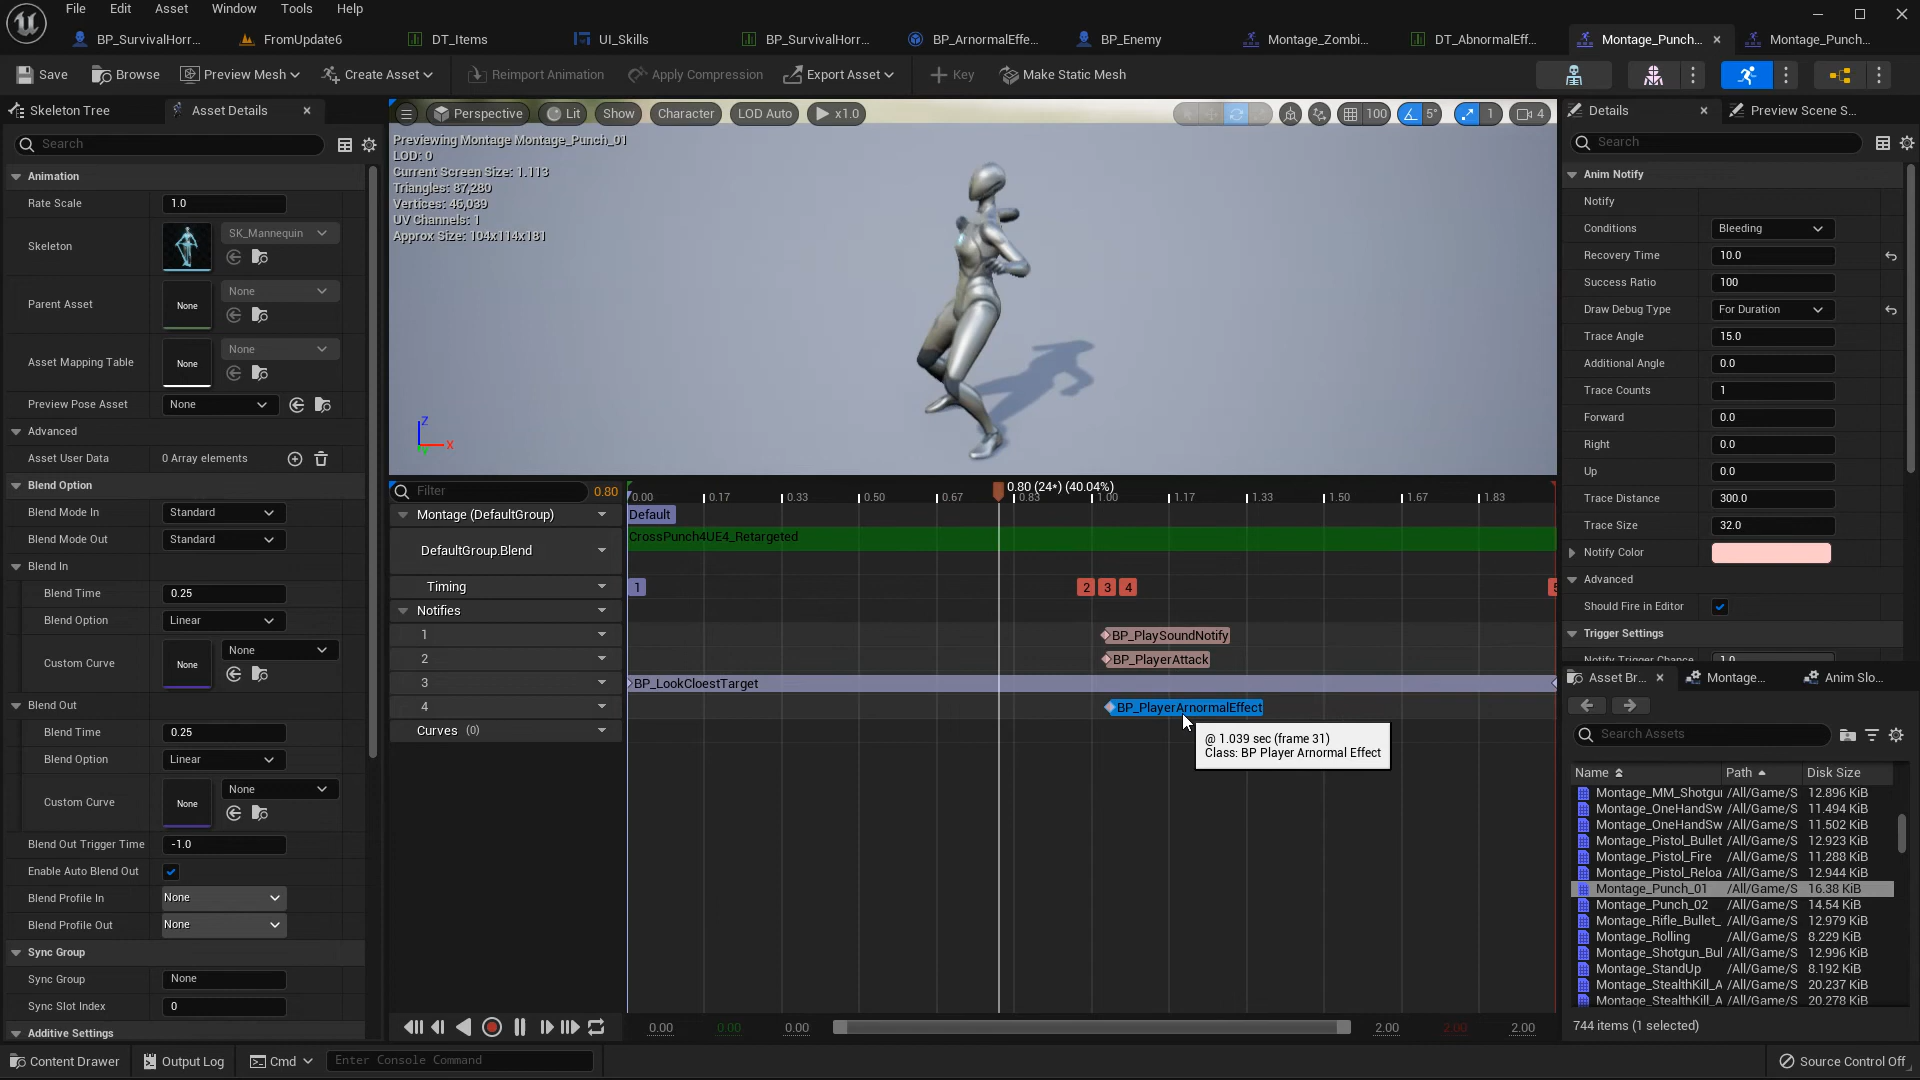 File Edit Asset Window Tools Help
BP_SurvivalHorr... FromUpdate6 DT_Items UI_Skills BP_SurvivalHorr... BP_ArnormalEffe... BP_Enemy Montage_Zombi... DT_AbnormalEff... Montage_Punch... Montage_Punch...
Save Browse Preview Mesh Create Asset Reimport Animation Apply Compression Export Asset Key Make Static Mesh
Skeleton Tree Asset Details
Search
Animation
Rate Scale 1.0
Skeleton SK_Mannequin
Parent Asset None None
Asset Mapping Table None None
Preview Pose Asset None
Advanced
Asset User Data 0 Array elements
Blend Option
Blend Mode In Standard
Blend Mode Out Standard
Blend In
Blend Time 0.25
Blend Option Linear
Custom Curve None None
Blend Out
Blend Time 0.25
Blend Option Linear
Custom Curve None None
Blend Out Trigger Time -1.0
Enable Auto Blend Out
Blend Profile In None
Blend Profile Out None
Sync Group
Sync Group None
Sync Slot Index 0
Additive Settings
Perspective Lit Show Character LOD Auto x1.0 100 5° 1 4
Previewing Montage Montage_Punch_01
LOD: 0
Current Screen Size: 1.113
Triangles: 87,280
Vertices: 46,039
UV Channels: 1
Approx Size: 104x114x181
Z
X
Y
Filter 0.80
0.80 (24*) (40.04%)
0.00 0.17 0.33 0.50 0.67 0.83 1.00 1.17 1.33 1.50 1.67 1.83
Montage (DefaultGroup) Default
CrossPunch4UE4_Retargeted
DefaultGroup.Blend
Timing 1 2 3 4 5
Notifies
1 BP_PlaySoundNotify
2 BP_PlayerAttack
3 BP_LookCloestTarget
4 BP_PlayerArnormalEffect
Curves (0)
@ 1.039 sec (frame 31)
Class: BP Player Arnormal Effect
0.00 0.00 0.00 2.00 2.00 2.00
Details Preview Scene S...
Search
Anim Notify
Notify
Conditions Bleeding
Recovery Time 10.0
Success Ratio 100
Draw Debug Type For Duration
Trace Angle 15.0
Additional Angle 0.0
Trace Counts 1
Forward 0.0
Right 0.0
Up 0.0
Trace Distance 300.0
Trace Size 32.0
Notify Color
Advanced
Should Fire in Editor
Trigger Settings
Notify Trigger Chance 1.0
Asset Br... Montage... Anim Slo...
Search Assets
Name Path Disk Size
Montage_MM_Shotgu /All/Game/S 12.896 KiB
Montage_OneHandSw /All/Game/S 11.494 KiB
Montage_OneHandSw /All/Game/S 11.502 KiB
Montage_Pistol_Bullet /All/Game/S 12.923 KiB
Montage_Pistol_Fire /All/Game/S 11.288 KiB
Montage_Pistol_Reloa /All/Game/S 12.944 KiB
Montage_Punch_01 /All/Game/S 16.38 KiB
Montage_Punch_02 /All/Game/S 14.54 KiB
Montage_Rifle_Bullet_ /All/Game/S 12.979 KiB
Montage_Rolling /All/Game/S 8.229 KiB
Montage_Shotgun_Bul /All/Game/S 12.996 KiB
Montage_StandUp /All/Game/S 8.192 KiB
Montage_StealthKill_A /All/Game/S 20.237 KiB
Montage_StealthKill_A /All/Game/S 20.278 KiB
744 items (1 selected)
Content Drawer Output Log Cmd Enter Console Command Source Control Off